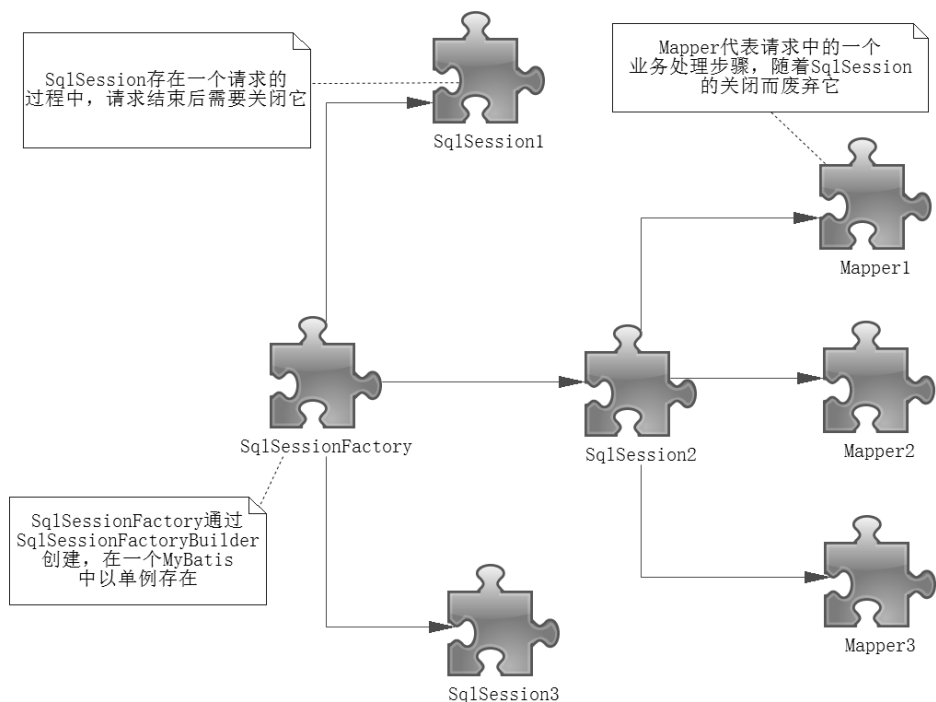 SqlSession存在一个请求的
过程中，请求结束后需要关闭它
Mapper代表请求中的一个
业务处理步骤，随着SqlSession
的关闭而废弃它
SqlSession1
Mapper1
SqlSessionFactory
SqlSession2
Mapper2
SqlSessionFactory通过
SqlSessionFactoryBuilder
创建，在一个MyBatis
中以单例存在
Mapper3
SqlSession3